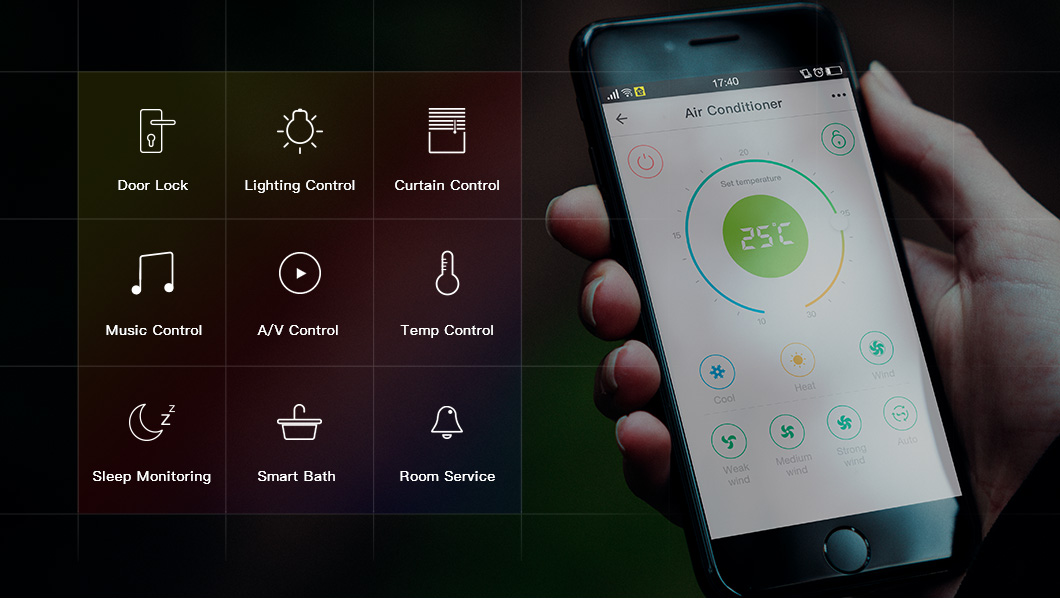 Door Lock
Lighting Control
Curtain Control
Music Control
A/V Control
Temp Control
Sleep Monitoring
Smart Bath
Room Service
17:40
Air Conditioner
20
Set temperature
25
15
25°C
10
30
Cool
Heat
Wind
Weak
wind
Medium
wind
Strong
wind
Auto